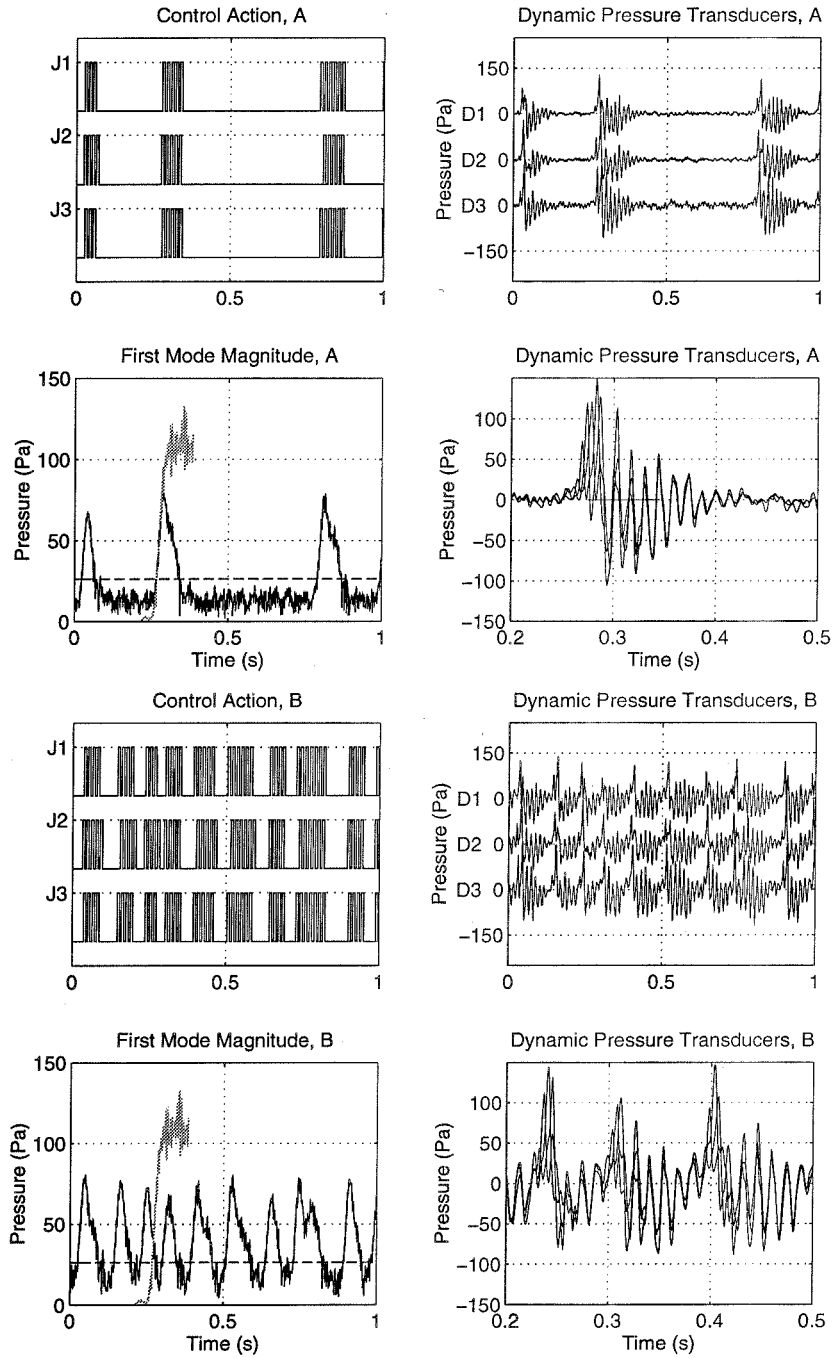 Control Action, A
J1
J2
J3
0 0.5 1
Dynamic Pressure Transducers, A
Pressure (Pa)
150
D1 0
D2 0
D3 0
−150
0 0.5 1
First Mode Magnitude, A
Pressure (Pa)
150
100
50
0
0 0.5 1
Time (s)
Dynamic Pressure Transducers, A
Pressure (Pa)
100
50
0
−50
−100
−150
0.2 0.3 0.4 0.5
Time (s)
Control Action, B
J1
J2
J3
0 0.5 1
Dynamic Pressure Transducers, B
Pressure (Pa)
150
D1 0
D2 0
D3 0
−150
0 0.5 1
First Mode Magnitude, B
Pressure (Pa)
150
100
50
0
0 0.5 1
Time (s)
Dynamic Pressure Transducers, B
Pressure (Pa)
100
50
0
−50
−100
−150
0.2 0.3 0.4 0.5
Time (s)